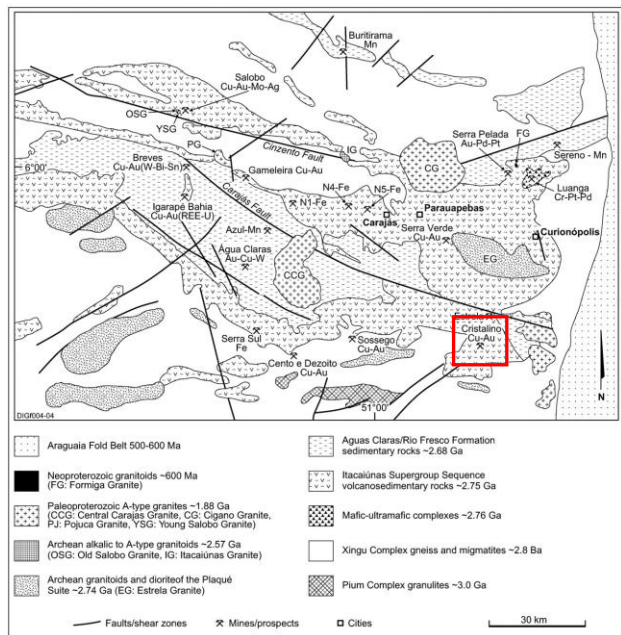 Buritirama
Mn
Salobo
Cu-Au-Mo-Ag
OSG
YSG
PG
IG
Cinzento Fault
CG
Serra Pelada
Au-Pd-Pt
FG
Sereno - Mn
6°00'
Breves
Cu-Au(W-Bi-Sn)
Gameleira Cu-Au
Luanga
Cr-Pt-Pd
Carajás Fault
N4-Fe
N5-Fe
N1-Fe
Igarapé Bahia
Cu-Au(REE-U)
Carajás
Parauapebas
Azul-Mn
Serra Verde
Cu-Au
Curionópolis
Água Claras
Au-Cu-W
CCG
EG
Estrela
Cristalino
Cu-Au
Serra Sul
Fe
Sossego
Cu-Au
Cento e Dezoito
Cu-Au
51°00'
N
DIGf004-04
Araguaia Fold Belt 500-600 Ma
Neoproterozoic granitoids ~600 Ma
(FG: Formiga Granite)
Paleoproterozoic A-type granites ~1.88 Ga
(CCG: Central Carajas Granite, CG: Cigano Granite,
PJ: Pojuca Granite, YSG: Young Salobo Granite)
Archean alkalic to A-type granitoids ~2.57 Ga
(OSG: Old Salobo Granite, IG: Itacaiúnas Granite)
Archean granitoids and dioriteof the Plaqué
Suite ~2.74 Ga (EG: Estrela Granite)
Aguas Claras/Rio Fresco Formation
sedimentary rocks ~2.68 Ga
Itacaiúnas Supergroup Sequence
volcanosedimentary rocks ~2.75 Ga
Mafic-ultramafic complexes ~2.76 Ga
Xingu Complex gneiss and migmatites ~2.8 Ba
Pium Complex granulites ~3.0 Ga
Faults/shear zones
Mines/prospects
Cities
30 km